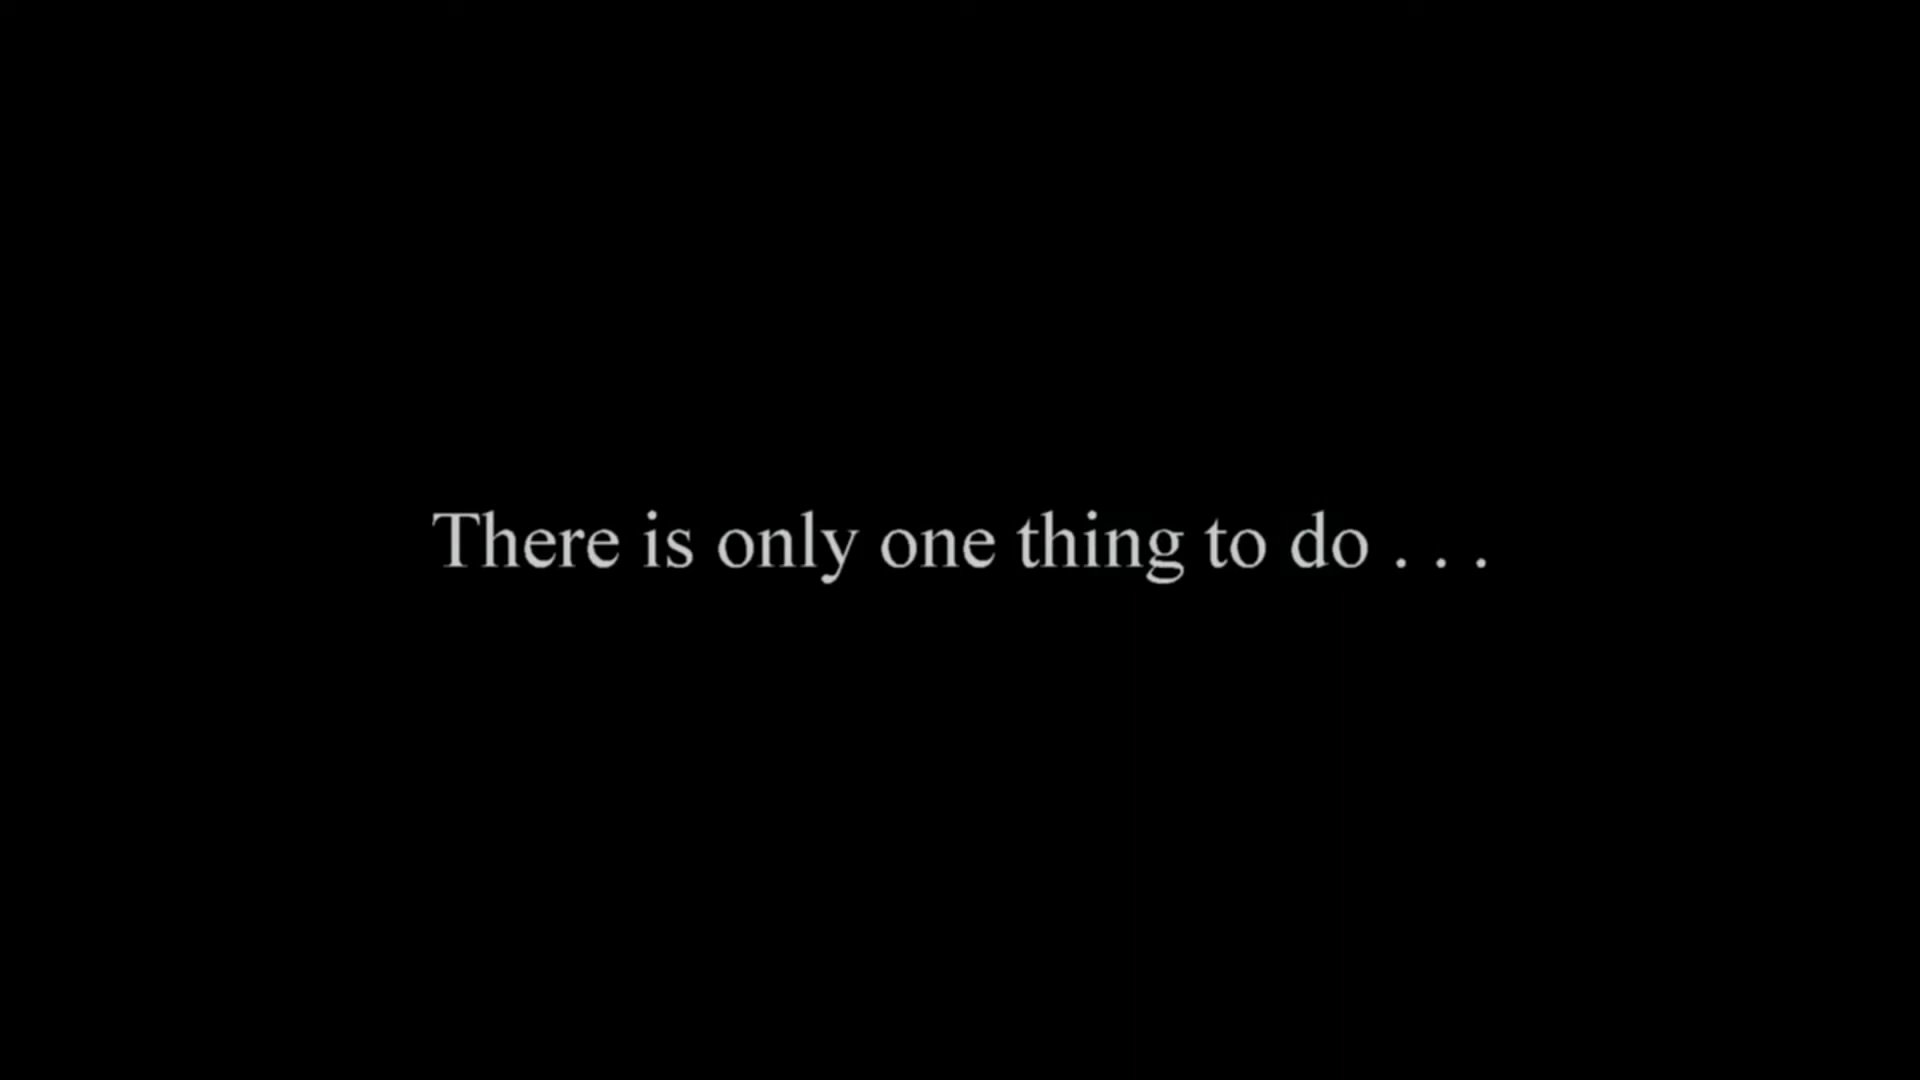 There is only one thing to do . . .